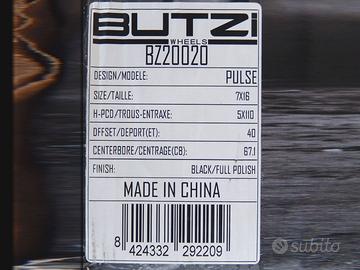 BUTZI
WHEELS
BZ20020
DESIGN/MODELE: PULSE
SIZE/TAILLE: 7X16
H-PCD/TROUS-ENTRAXE: 5X110
OFFSET/DEPORT(ET): 40
CENTERBORE/CENTRAGE(CB): 67.1
FINISH: BLACK/FULL POLISH
MADE IN CHINA
8 424332 292209
subito